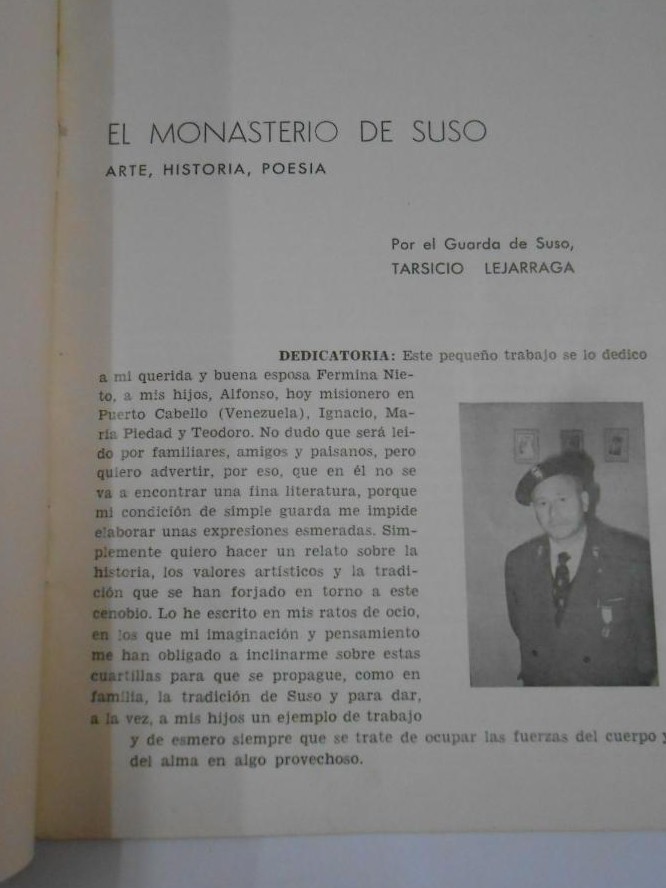 EL MONASTERIO DE SUSO
ARTE, HISTORIA, POESIA
Por el Guarda de Suso,
TARSICIO LEJARRAGA
DEDICATORIA: Este pequeño trabajo se lo dedico
a mi querida y buena esposa Fermina Nie-
to, a mis hijos, Alfonso, hoy misionero en
Puerto Cabello (Venezuela), Ignacio, Ma-
ría Piedad y Teodoro. No dudo que será leí-
do por familiares, amigos y paisanos, pero
quiero advertir, por eso, que en él no se
va a encontrar una fina literatura, porque
mi condición de simple guarda me impide
elaborar unas expresiones esmeradas. Sim-
plemente quiero hacer un relato sobre la
historia, los valores artísticos y la tradi-
ción que se han forjado en torno a este
cenobio. Lo he escrito en mis ratos de ocio,
en los que mi imaginación y pensamiento
me han obligado a inclinarme sobre estas
cuartillas para que se propague, como en
familia, la tradición de Suso y para dar,
a la vez, a mis hijos un ejemplo de trabajo
y de esmero siempre que se trate de ocupar las fuerzas del cuerpo y
del alma en algo provechoso.